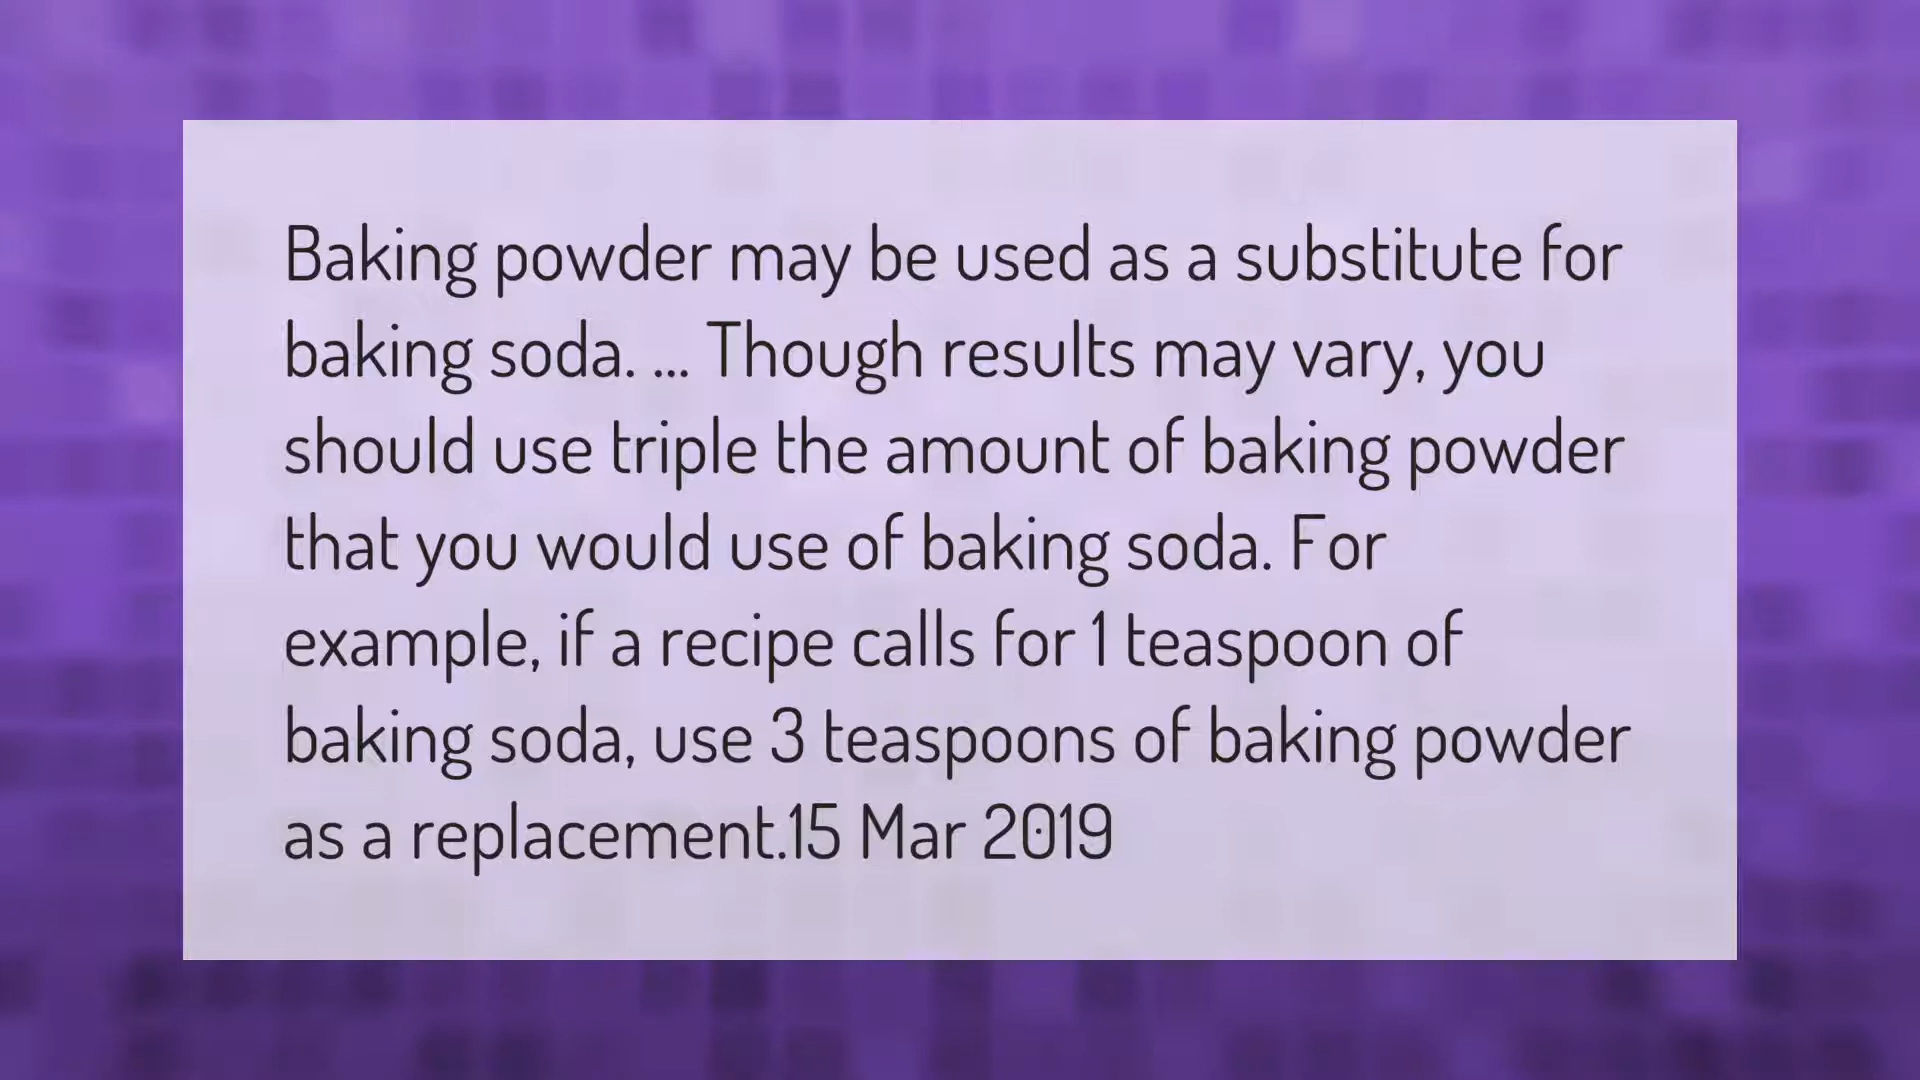 Baking powder may be used as a substitute for
baking soda. ... Though results may vary, you
should use triple the amount of baking powder
that you would use of baking soda. For
example, if a recipe calls for 1 teaspoon of
baking soda, use 3 teaspoons of baking powder
as a replacement.15 Mar 2019